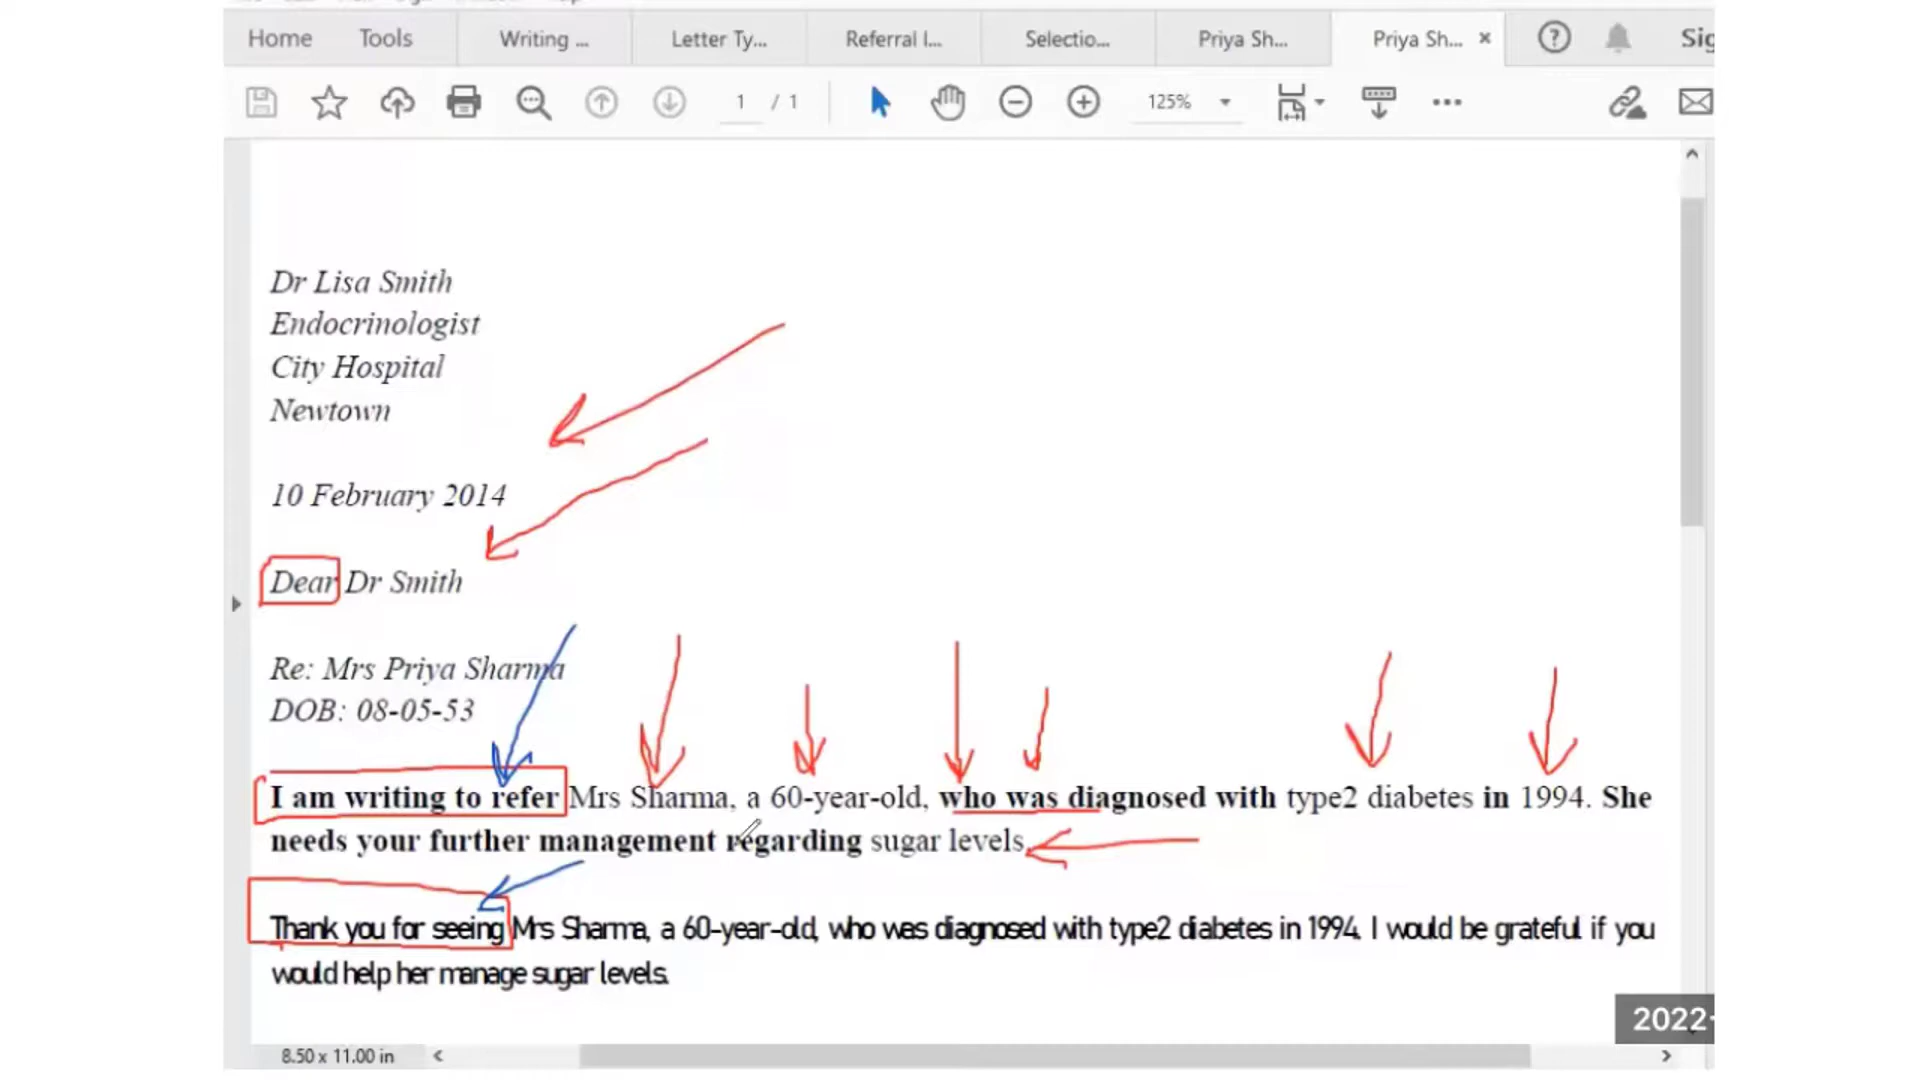 Home Tools Writing ... Letter Ty... Referral I... Selectio... Priya Sh... Priya Sh... × ? Sig
1 / 1 125%
Dr Lisa Smith
Endocrinologist
City Hospital
Newtown
10 February 2014
Dear Dr Smith
Re: Mrs Priya Sharma
DOB: 08-05-53
I am writing to refer Mrs Sharma, a 60-year-old, who was diagnosed with type2 diabetes in 1994. She
needs your further management regarding sugar levels.
Thank you for seeing Mrs Sharma, a 60-year-old, who was diagnosed with type2 diabetes in 1994. I would be grateful if you
would help her manage sugar levels.
2022-
8.50 x 11.00 in